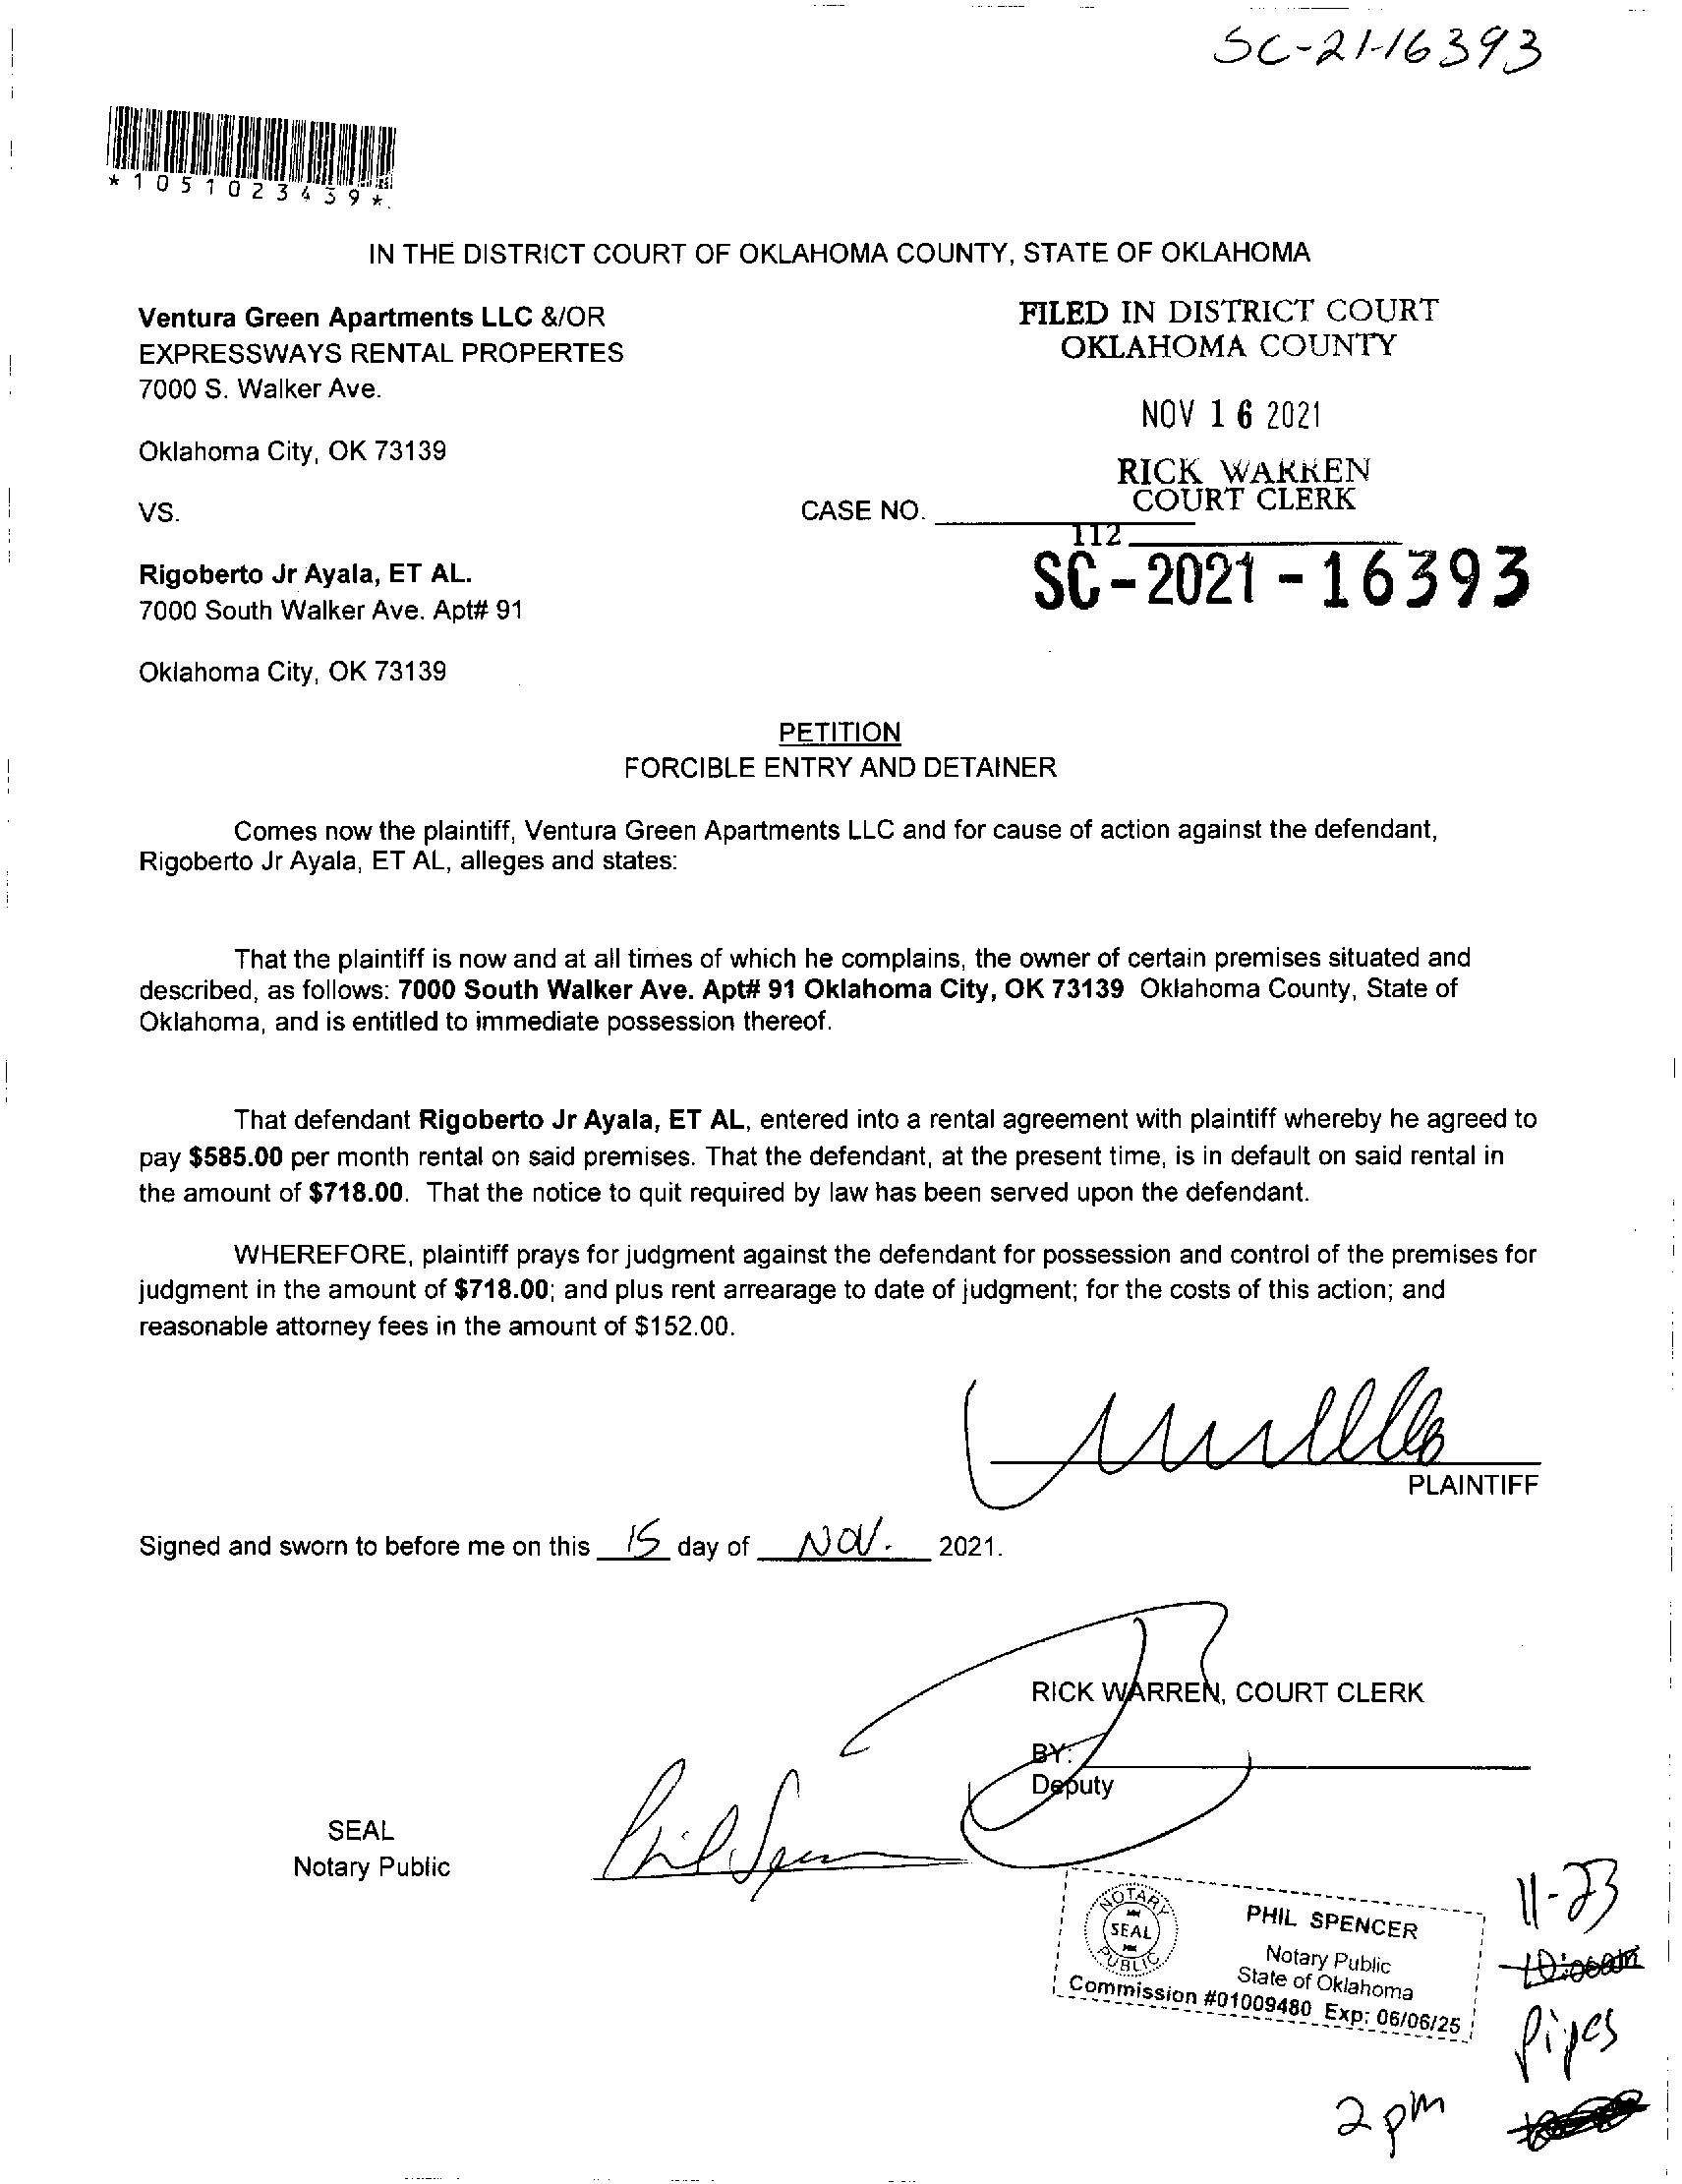 SC-21-16393
*1051023439*
IN THE DISTRICT COURT OF OKLAHOMA COUNTY, STATE OF OKLAHOMA
Ventura Green Apartments LLC &/OR
EXPRESSWAYS RENTAL PROPERTES
7000 S. Walker Ave.
Oklahoma City, OK 73139
FILED IN DISTRICT COURT
OKLAHOMA COUNTY
NOV 16 2021
RICK WARREN
COURT CLERK
112
VS.
CASE NO.
SC-2021-16393
Rigoberto Jr Ayala, ET AL.
7000 South Walker Ave. Apt# 91
Oklahoma City, OK 73139
PETITION
FORCIBLE ENTRY AND DETAINER
Comes now the plaintiff, Ventura Green Apartments LLC and for cause of action against the defendant,
Rigoberto Jr Ayala, ET AL, alleges and states:
That the plaintiff is now and at all times of which he complains, the owner of certain premises situated and
described, as follows: 7000 South Walker Ave. Apt# 91 Oklahoma City, OK 73139 Oklahoma County, State of
Oklahoma, and is entitled to immediate possession thereof.
That defendant Rigoberto Jr Ayala, ET AL, entered into a rental agreement with plaintiff whereby he agreed to
pay $585.00 per month rental on said premises. That the defendant, at the present time, is in default on said rental in
the amount of $718.00. That the notice to quit required by law has been served upon the defendant.
WHEREFORE, plaintiff prays for judgment against the defendant for possession and control of the premises for
judgment in the amount of $718.00; and plus rent arrearage to date of judgment; for the costs of this action; and
reasonable attorney fees in the amount of $152.00.
PLAINTIFF
Signed and sworn to before me on this 15 day of NOV. 2021.
RICK WARREN, COURT CLERK
BY:
Deputy
SEAL
Notary Public
Phil Spencer
NOTARY
SEAL
PUBLIC
PHIL SPENCER
Notary Public
State of Oklahoma
Commission #01009480 Exp: 06/06/25
11-23
10:00am
Pipes
2 pm